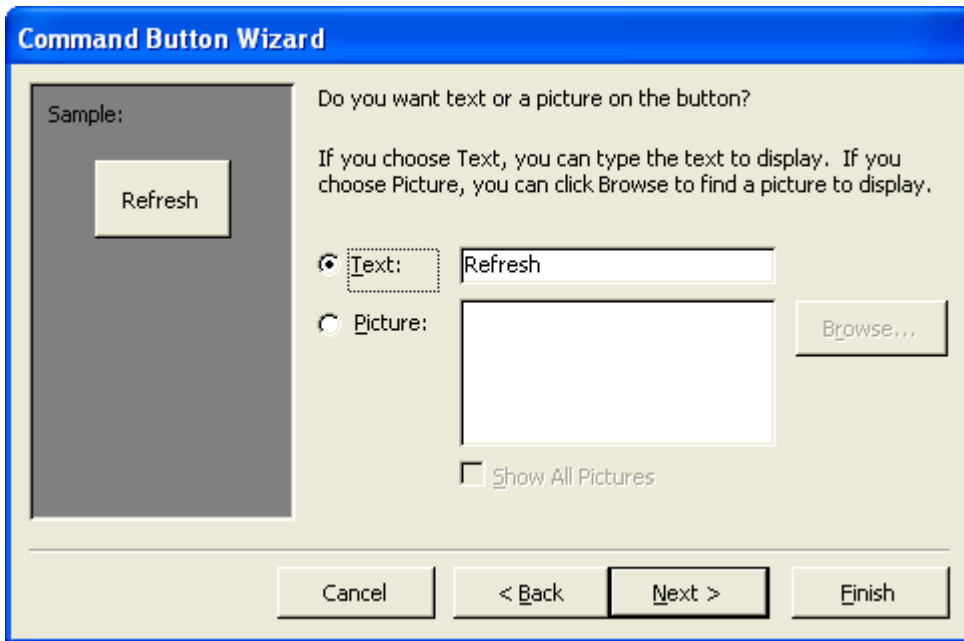 Command Button Wizard
Sample:
Refresh
Do you want text or a picture on the button?
If you choose Text, you can type the text to display.  If you
choose Picture, you can click Browse to find a picture to display.
Text:
Refresh
Picture:
Browse...
Show All Pictures
Cancel
< Back
Next >
Finish